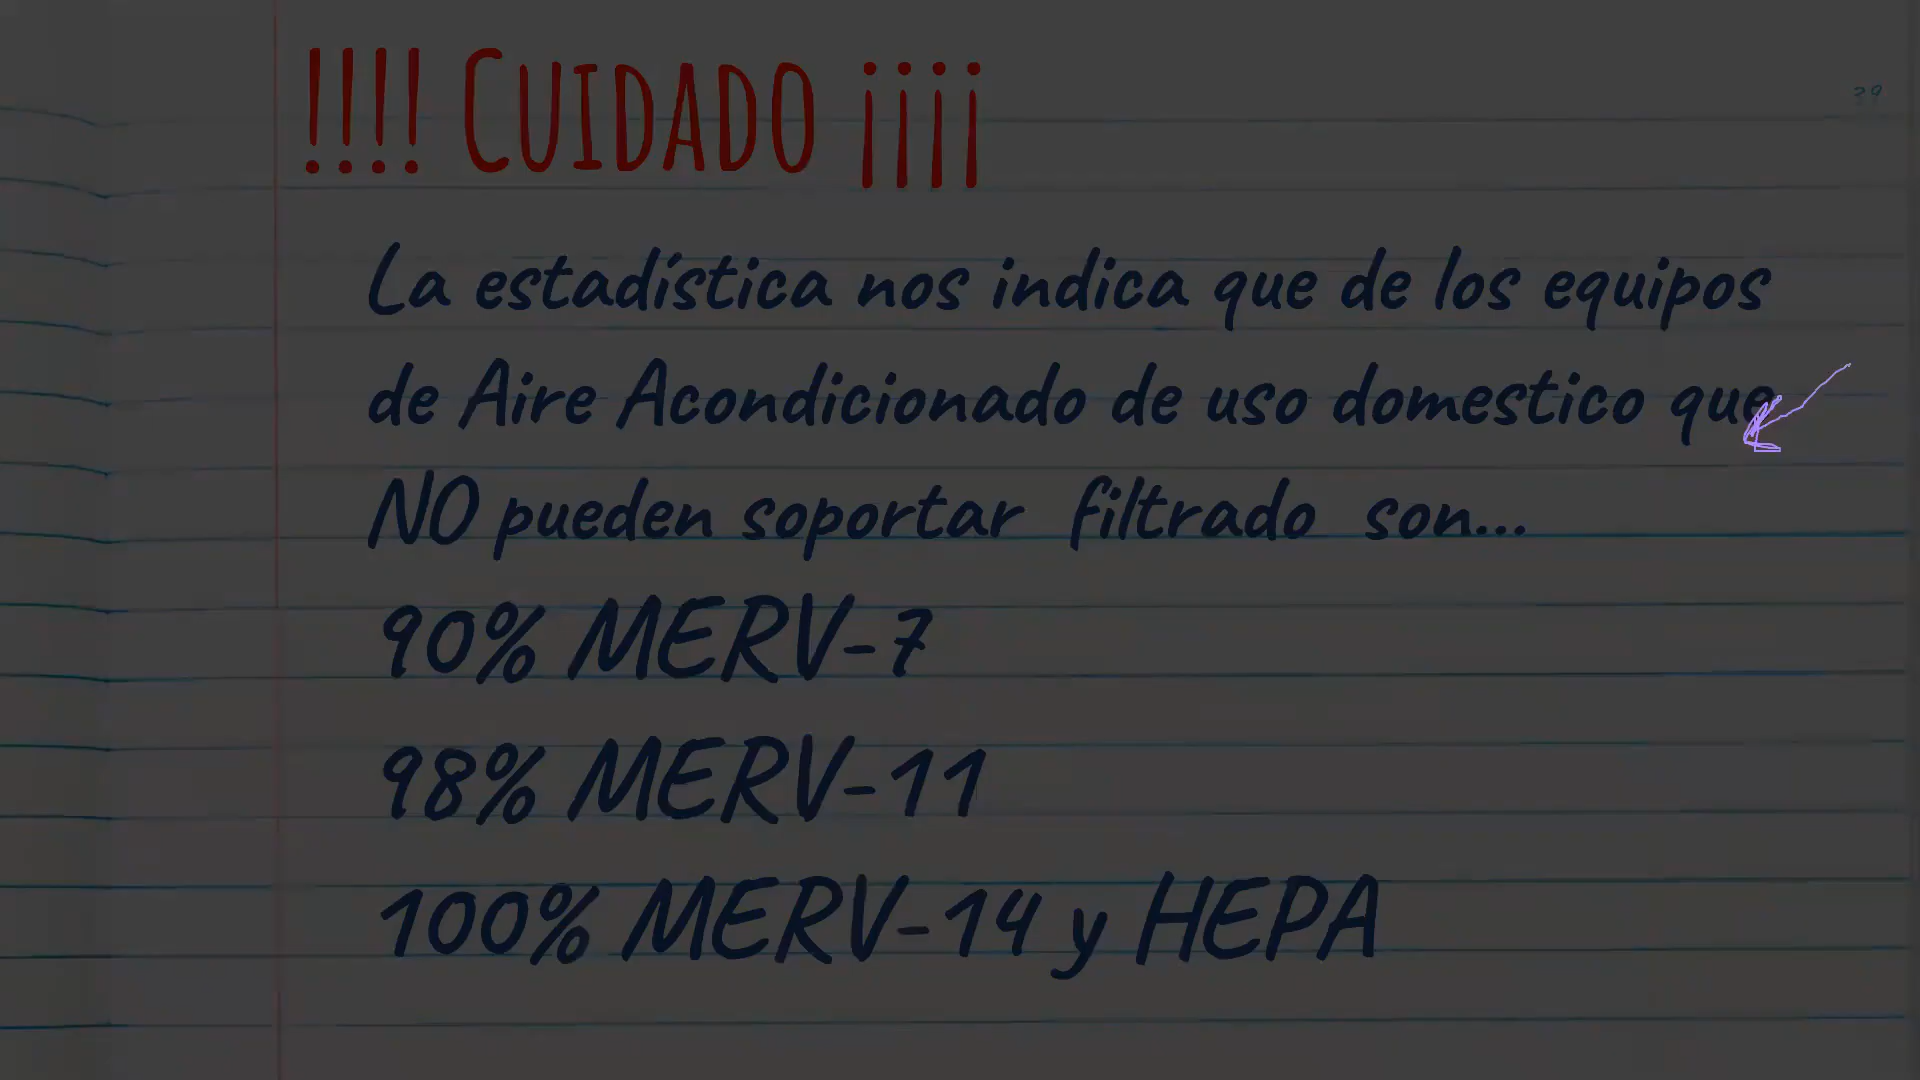 !!!! CUIDADO ¡¡¡¡
29
La estadística nos indica que de los equipos
de Aire Acondicionado de uso domestico que
NO pueden soportar filtrado son...
90% MERV-7
98% MERV-11
100% MERV-14 y HEPA